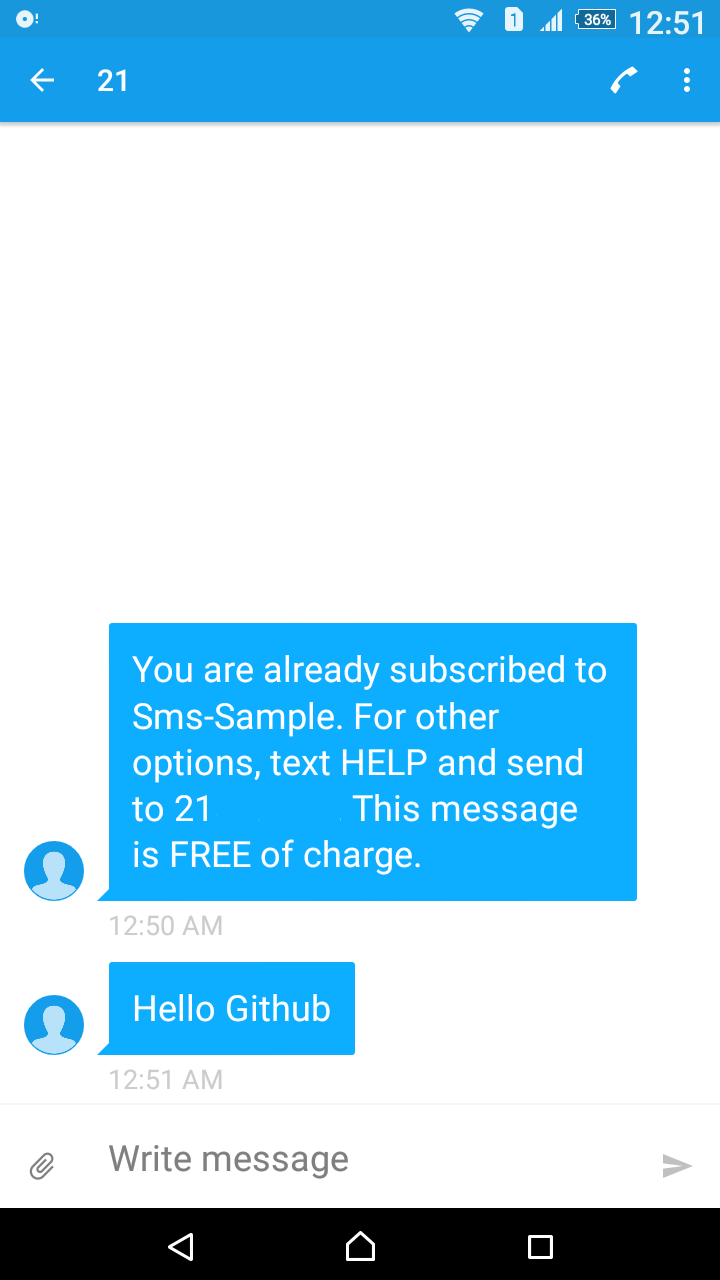 1 36% 12:51
21
You are already subscribed to
Sms-Sample. For other
options, text HELP and send
to 21 This message
is FREE of charge.
12:50 AM
Hello Github
12:51 AM
Write message